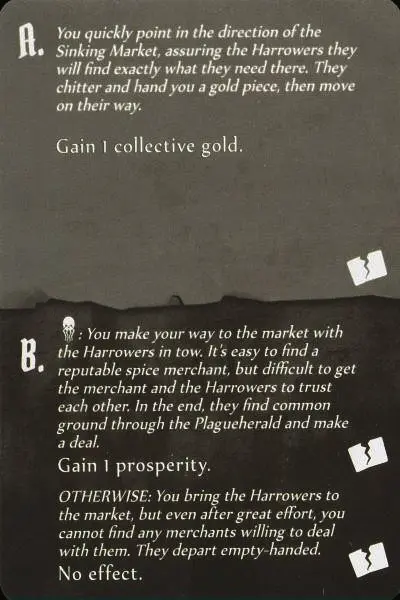 A. You quickly point in the direction of the
Sinking Market, assuring the Harrowers they
will find exactly what they need there. They
chitter and hand you a gold piece, then move
on their way.
Gain 1 collective gold.
B. : You make your way to the market with
the Harrowers in tow. It's easy to find a
reputable spice merchant, but difficult to get
the merchant and the Harrowers to trust
each other. In the end, they find common
ground through the Plagueherald and make
a deal.
Gain 1 prosperity.
OTHERWISE: You bring the Harrowers to
the market, but even after great effort, you
cannot find any merchants willing to deal
with them. They depart empty-handed.
No effect.